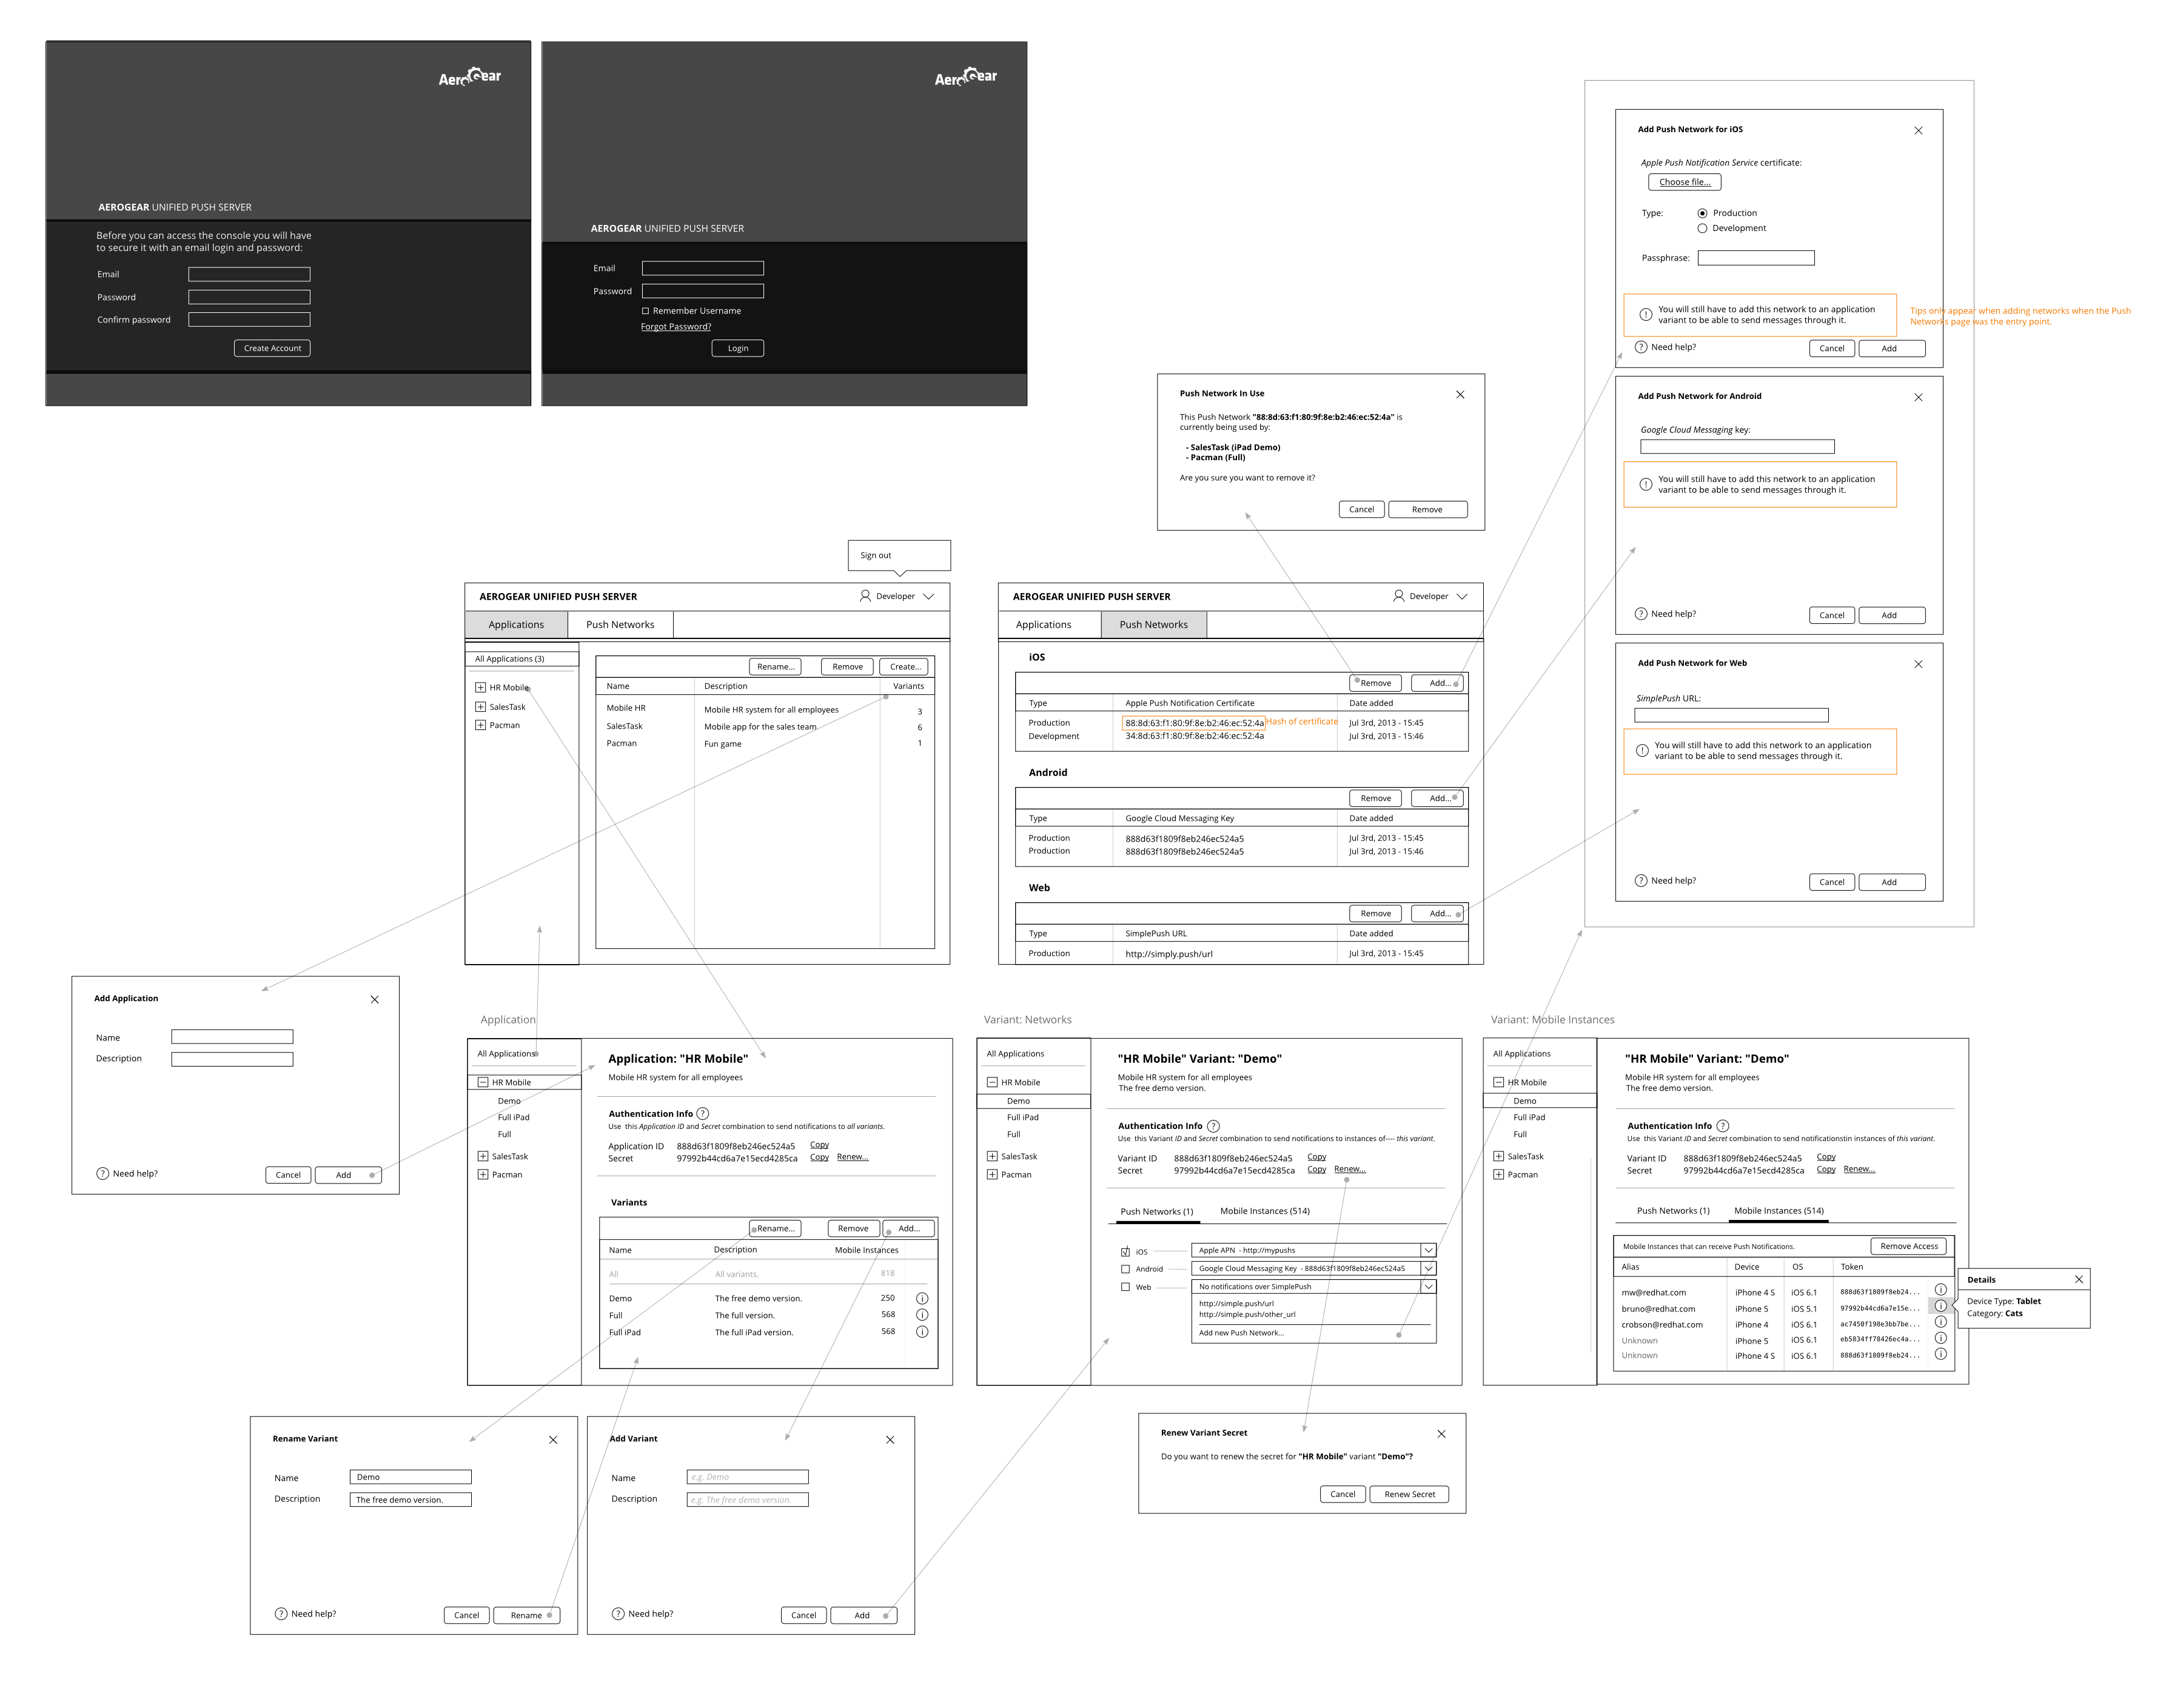 AeroGear
AEROGEAR UNIFIED PUSH SERVER
Before you can access the console you will have
to secure it with an email login and password:
Email
Password
Confirm password
Create Account
AeroGear
AEROGEAR UNIFIED PUSH SERVER
Email
Password
Remember Username
Forgot Password?
Login
Add Push Network for iOS
Apple Push Notification Service certificate:
Choose file...
Type:
Production
Development
Passphrase:
You will still have to add this network to an application
variant to be able to send messages through it.
Tips only appear when adding networks when the Push
Networks page was the entry point.
Need help?
Cancel
Add
Add Push Network for Android
Google Cloud Messaging key:
You will still have to add this network to an application
variant to be able to send messages through it.
Need help?
Cancel
Add
Add Push Network for Web
SimplePush URL:
You will still have to add this network to an application
variant to be able to send messages through it.
Need help?
Cancel
Add
Push Network In Use
This Push Network "88:8d:63:f1:80:9f:8e:b2:46:ec:52:4a" is
currently being used by:
- SalesTask (iPad Demo)
- Pacman (Full)
Are you sure you want to remove it?
Cancel
Remove
Sign out
AEROGEAR UNIFIED PUSH SERVER
Developer
Applications
Push Networks
All Applications (3)
HR Mobile
SalesTask
Pacman
Rename...
Remove
Create...
Name Description Variants
Mobile HR Mobile HR system for all employees 3
SalesTask Mobile app for the sales team 6
Pacman Fun game 1
AEROGEAR UNIFIED PUSH SERVER
Developer
Applications
Push Networks
iOS
Remove
Add...
Type Apple Push Notification Certificate Date added
Production 88:8d:63:f1:80:9f:8e:b2:46:ec:52:4a Hash of certificate Jul 3rd, 2013 - 15:45
Development 34:8d:63:f1:80:9f:8e:b2:46:ec:52:4a Jul 3rd, 2013 - 15:46
Android
Remove
Add...
Type Google Cloud Messaging Key Date added
Production 888d63f1809f8eb246ec524a5 Jul 3rd, 2013 - 15:45
Production 888d63f1809f8eb246ec524a5 Jul 3rd, 2013 - 15:46
Web
Remove
Add...
Type SimplePush URL Date added
Production http://simply.push/url Jul 3rd, 2013 - 15:45
Add Application
Name
Description
Need help?
Cancel
Add
Application
All Applications
HR Mobile
Demo
Full iPad
Full
SalesTask
Pacman
Application: "HR Mobile"
Mobile HR system for all employees
Authentication Info ?
Use this Application ID and Secret combination to send notifications to all variants.
Application ID 888d63f1809f8eb246ec524a5 Copy
Secret 97992b44cd6a7e15ecd4285ca Copy Renew...
Variants
Rename...
Remove
Add...
Name Description Mobile Instances
All All variants. 818
Demo The free demo version. 250
Full The full version. 568
Full iPad The full iPad version. 568
Variant: Networks
All Applications
HR Mobile
Demo
Full iPad
Full
SalesTask
Pacman
"HR Mobile" Variant: "Demo"
Mobile HR system for all employees
The free demo version.
Authentication Info ?
Use this Variant ID and Secret combination to send notifications to instances of---- this variant.
Variant ID 888d63f1809f8eb246ec524a5 Copy
Secret 97992b44cd6a7e15ecd4285ca Copy Renew...
Push Networks (1)
Mobile Instances (514)
iOS Apple APN - http://mypushs
Android Google Cloud Messaging Key - 888d63f1809f8eb246ec524a5
Web No notifications over SimplePush
http://simple.push/url
http://simple.push/other_url
Add new Push Network...
Variant: Mobile Instances
All Applications
HR Mobile
Demo
Full iPad
Full
SalesTask
Pacman
"HR Mobile" Variant: "Demo"
Mobile HR system for all employees
The free demo version.
Authentication Info ?
Use this Variant ID and Secret combination to send notificationstin instances of this variant.
Variant ID 888d63f1809f8eb246ec524a5 Copy
Secret 97992b44cd6a7e15ecd4285ca Copy Renew...
Push Networks (1)
Mobile Instances (514)
Mobile Instances that can receive Push Notifications.
Remove Access
Alias Device OS Token
mw@redhat.com iPhone 4 S iOS 6.1 888d63f1809f8eb24...
bruno@redhat.com iPhone 5 iOS 5.1 97992b44cd6a7e15e...
crobson@redhat.com iPhone 4 iOS 6.1 ac7450f198e3bb7be...
Unknown iPhone 5 iOS 6.1 eb5834ff78426ec4a...
Unknown iPhone 4 S iOS 6.1 888d63f1809f8eb24...
Details
Device Type: Tablet
Category: Cats
Rename Variant
Name Demo
Description The free demo version.
Need help?
Cancel
Rename
Add Variant
Name e.g. Demo
Description e.g. The free demo version.
Need help?
Cancel
Add
Renew Variant Secret
Do you want to renew the secret for "HR Mobile" variant "Demo"?
Cancel
Renew Secret